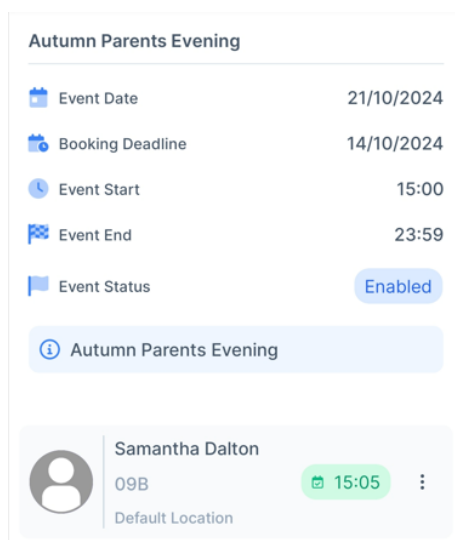 Autumn Parents Evening
Event Date 21/10/2024
Booking Deadline 14/10/2024
Event Start 15:00
Event End 23:59
Event Status Enabled
Autumn Parents Evening
Samantha Dalton
09B 15:05
Default Location